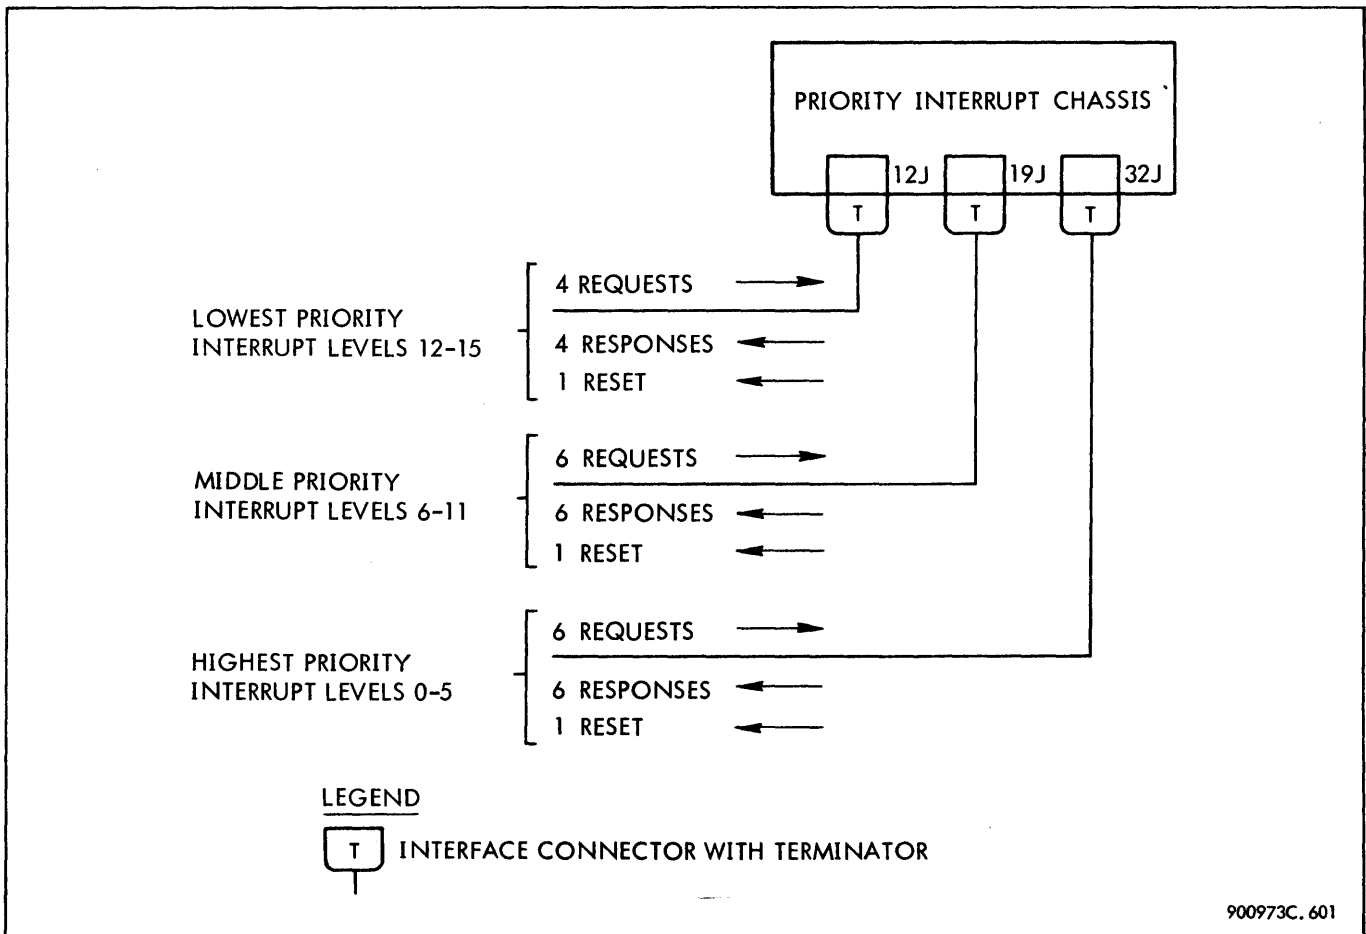 PRIORITY INTERRUPT CHASSIS
12J 19J 32J
T T T
4 REQUESTS
LOWEST PRIORITY
INTERRUPT LEVELS 12-15
4 RESPONSES
1 RESET
6 REQUESTS
MIDDLE PRIORITY
INTERRUPT LEVELS 6-11
6 RESPONSES
1 RESET
6 REQUESTS
HIGHEST PRIORITY
INTERRUPT LEVELS 0-5
6 RESPONSES
1 RESET
LEGEND
T INTERFACE CONNECTOR WITH TERMINATOR
900973C.601